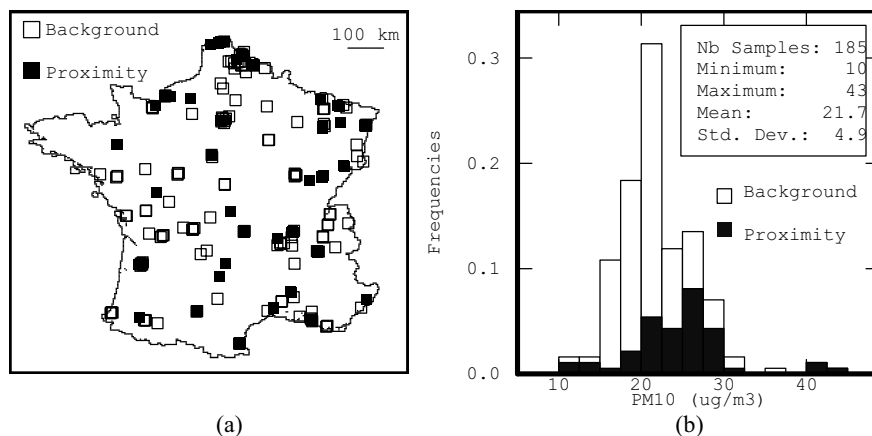 Background
Proximity
100 km
(a)
Nb Samples: 185
Minimum: 10
Maximum: 43
Mean: 21.7
Std. Dev.: 4.9
Background
Proximity
Frequencies
0.3
0.2
0.1
0.0
10 20 30 40
PM10 (ug/m3)
(b)